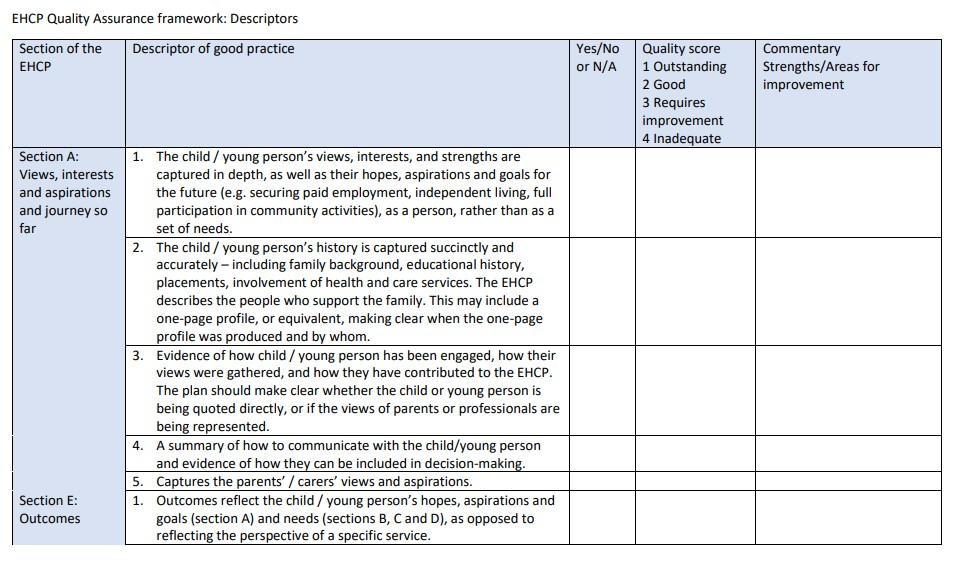 EHCP Quality Assurance framework: Descriptors
Section of the
EHCP
Descriptor of good practice
Yes/No
or N/A
Quality score
1 Outstanding
2 Good
3 Requires
improvement
4 Inadequate
Commentary
Strengths/Areas for
improvement
Section A:
Views, interests
and aspirations
and journey so
far
1. The child / young person's views, interests, and strengths are
captured in depth, as well as their hopes, aspirations and goals for
the future (e.g. securing paid employment, independent living, full
participation in community activities), as a person, rather than as a
set of needs.
2. The child / young person's history is captured succinctly and
accurately – including family background, educational history,
placements, involvement of health and care services. The EHCP
describes the people who support the family. This may include a
one-page profile, or equivalent, making clear when the one-page
profile was produced and by whom.
3. Evidence of how child / young person has been engaged, how their
views were gathered, and how they have contributed to the EHCP.
The plan should make clear whether the child or young person is
being quoted directly, or if the views of parents or professionals are
being represented.
4. A summary of how to communicate with the child/young person
and evidence of how they can be included in decision-making.
5. Captures the parents' / carers' views and aspirations.
Section E:
Outcomes
1. Outcomes reflect the child / young person's hopes, aspirations and
goals (section A) and needs (sections B, C and D), as opposed to
reflecting the perspective of a specific service.